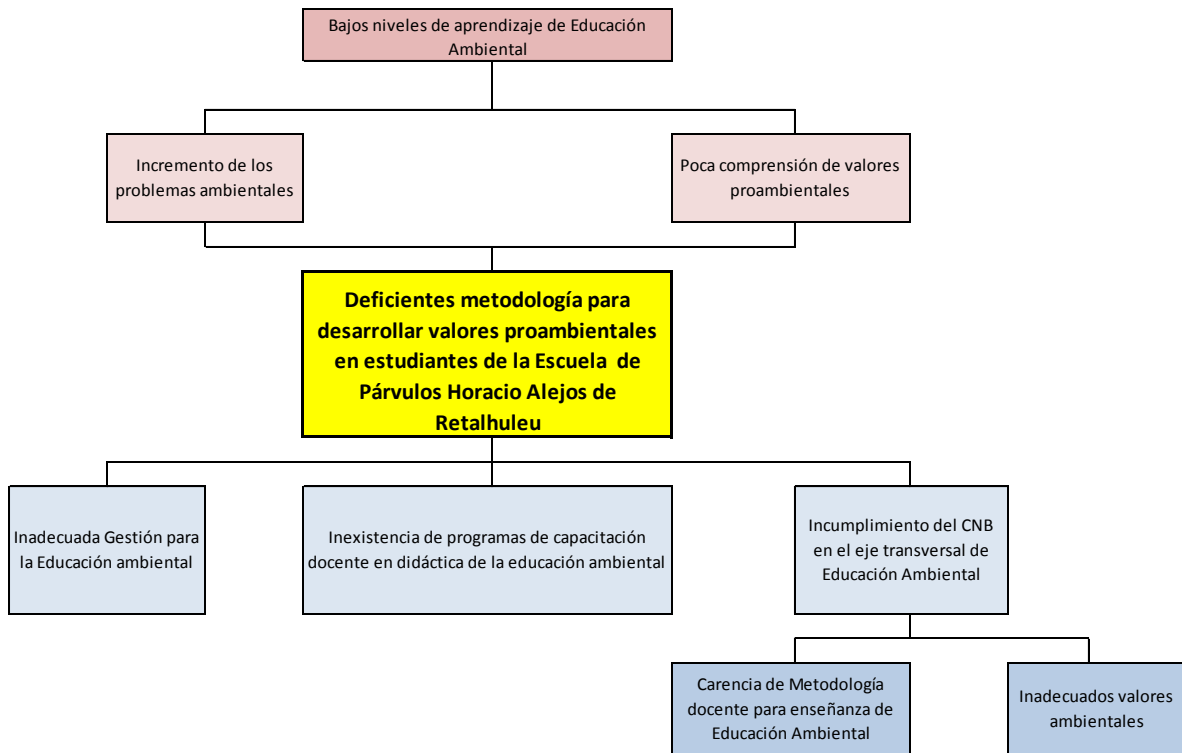 Bajos niveles de aprendizaje de Educación
Ambiental
Incremento de los
problemas ambientales
Poca comprensión de valores
proambientales
Deficientes metodología para
desarrollar valores proambientales
en estudiantes de la Escuela de
Párvulos Horacio Alejos de
Retalhuleu
Inadecuada Gestión para
la Educación ambiental
Inexistencia de programas de capacitación
docente en didáctica de la educación ambiental
Incumplimiento del CNB
en el eje transversal de
Educación Ambiental
Carencia de Metodología
docente para enseñanza de
Educación Ambiental
Inadecuados valores
ambientales